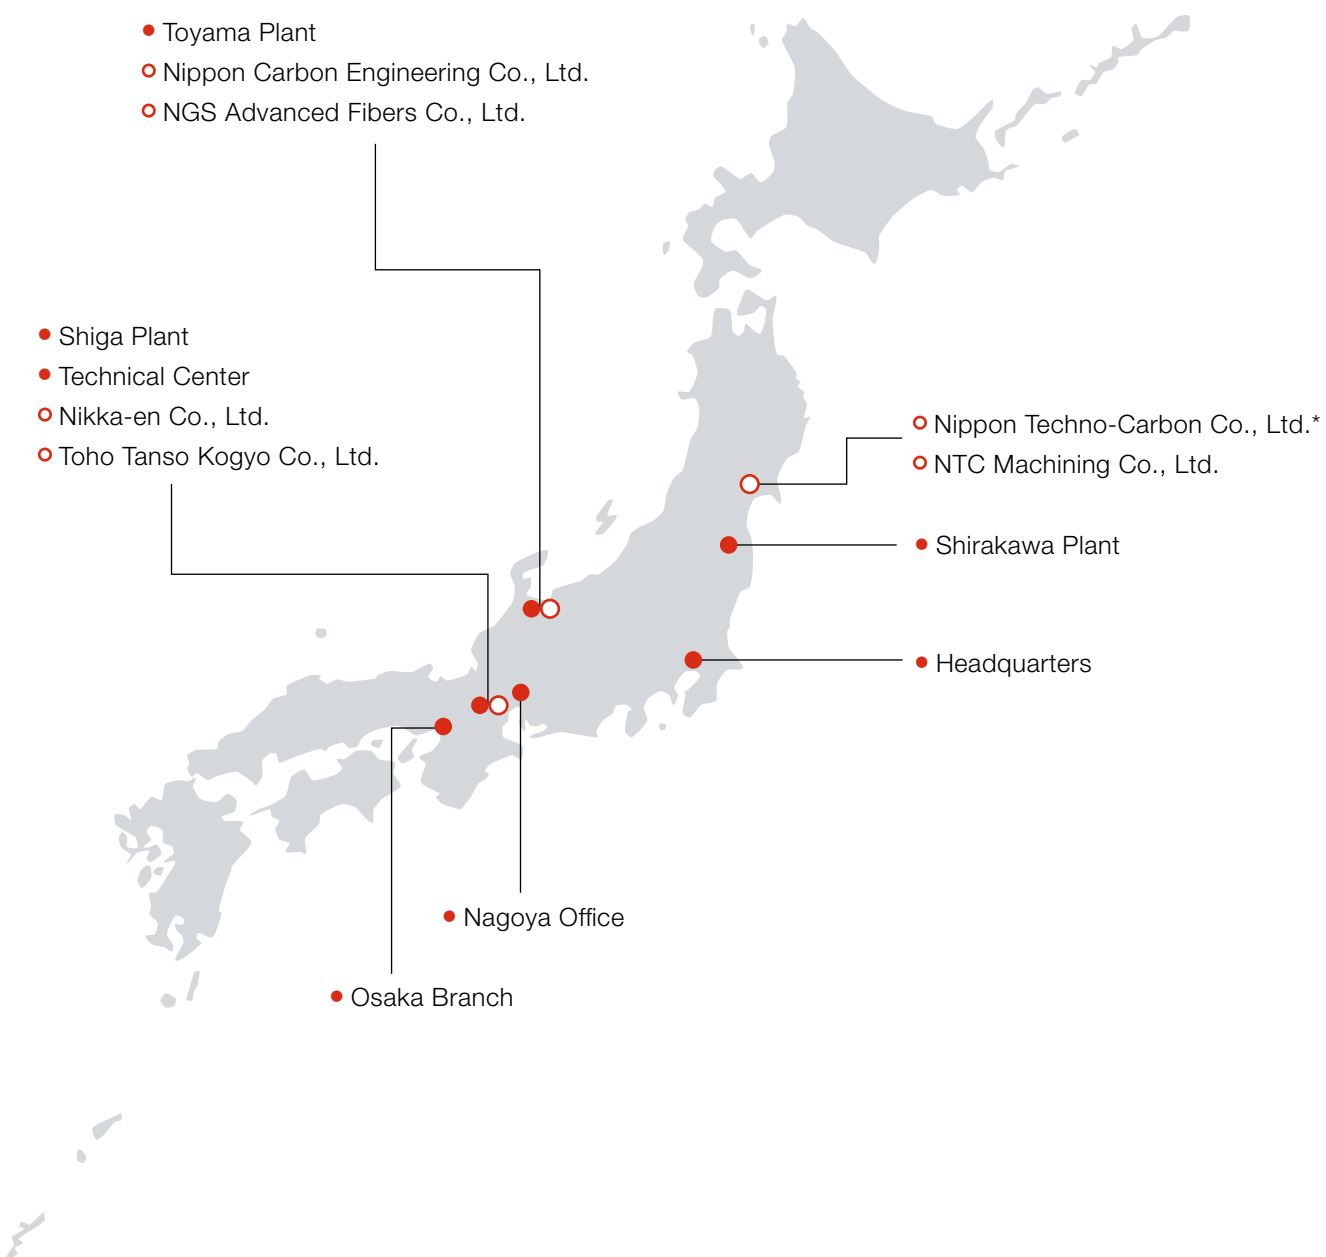 Toyama Plant
Nippon Carbon Engineering Co., Ltd.
NGS Advanced Fibers Co., Ltd.
Shiga Plant
Technical Center
Nikka-en Co., Ltd.
Toho Tanso Kogyo Co., Ltd.
Nippon Techno-Carbon Co., Ltd.*
NTC Machining Co., Ltd.
Shirakawa Plant
Headquarters
Nagoya Office
Osaka Branch